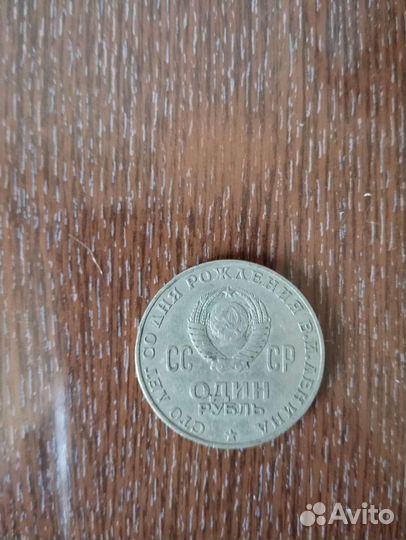 СТО ЛЕТ СО ДНЯ РОЖДЕНИЯ В.И.ЛЕНИНА
СС СР
ОДИН
РУБЛЬ
Avito